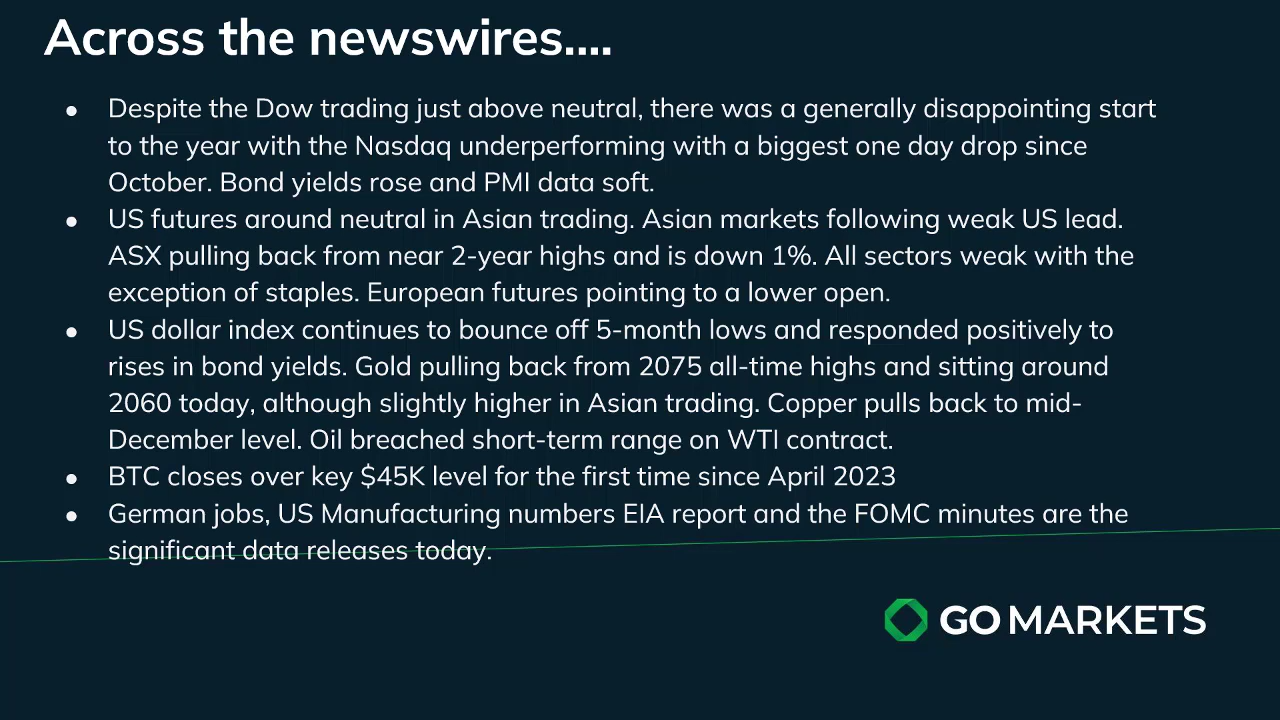 Across the newswires....
● Despite the Dow trading just above neutral, there was a generally disappointing start
to the year with the Nasdaq underperforming with a biggest one day drop since
October. Bond yields rose and PMI data soft.
● US futures around neutral in Asian trading. Asian markets following weak US lead.
ASX pulling back from near 2-year highs and is down 1%. All sectors weak with the
exception of staples. European futures pointing to a lower open.
● US dollar index continues to bounce off 5-month lows and responded positively to
rises in bond yields. Gold pulling back from 2075 all-time highs and sitting around
2060 today, although slightly higher in Asian trading. Copper pulls back to mid-
December level. Oil breached short-term range on WTI contract.
● BTC closes over key $45K level for the first time since April 2023
● German jobs, US Manufacturing numbers EIA report and the FOMC minutes are the
significant data releases today.
GO MARKETS